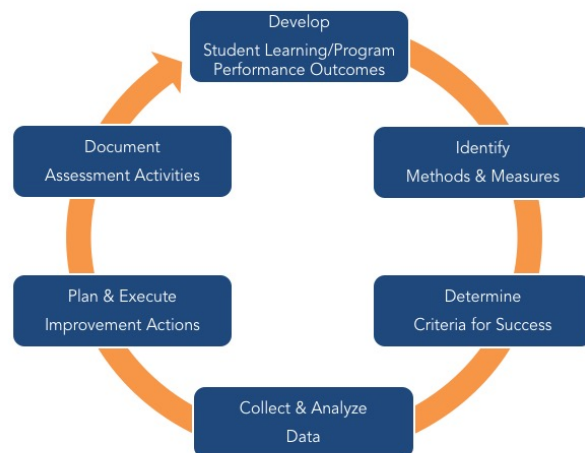 Develop
Student Learning/Program
Performance Outcomes
Identify
Methods & Measures
Determine
Criteria for Success
Collect & Analyze
Data
Plan & Execute
Improvement Actions
Document
Assessment Activities